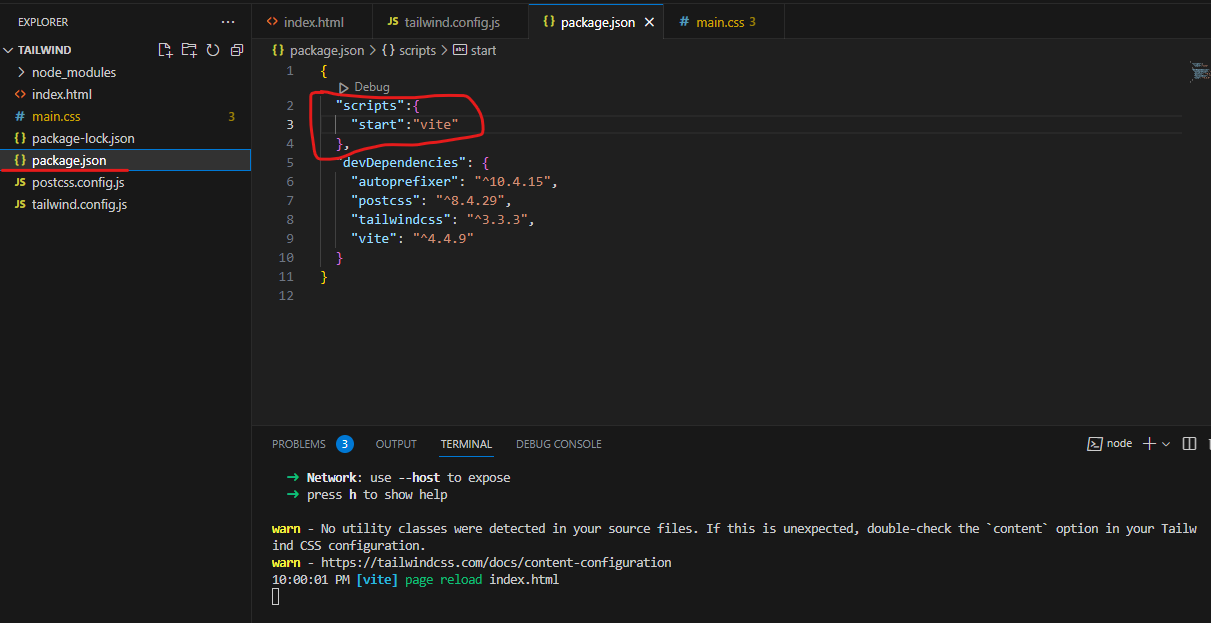 EXPLORER
TAILWIND
node_modules
index.html
main.css 3
package-lock.json
package.json
postcss.config.js
tailwind.config.js
index.html
tailwind.config.js
package.json
main.css 3
package.json > {} scripts > start
1 {
Debug
2 "scripts":{
3 "start":"vite"
4 },
5 "devDependencies": {
6 "autoprefixer": "^10.4.15",
7 "postcss": "^8.4.29",
8 "tailwindcss": "^3.3.3",
9 "vite": "^4.4.9"
10 }
11 }
12
PROBLEMS 3 OUTPUT TERMINAL DEBUG CONSOLE
node
➜ Network: use --host to expose
➜ press h to show help
warn - No utility classes were detected in your source files. If this is unexpected, double-check the `content` option in your Tailw
ind CSS configuration.
warn - https://tailwindcss.com/docs/content-configuration
10:00:01 PM [vite] page reload index.html